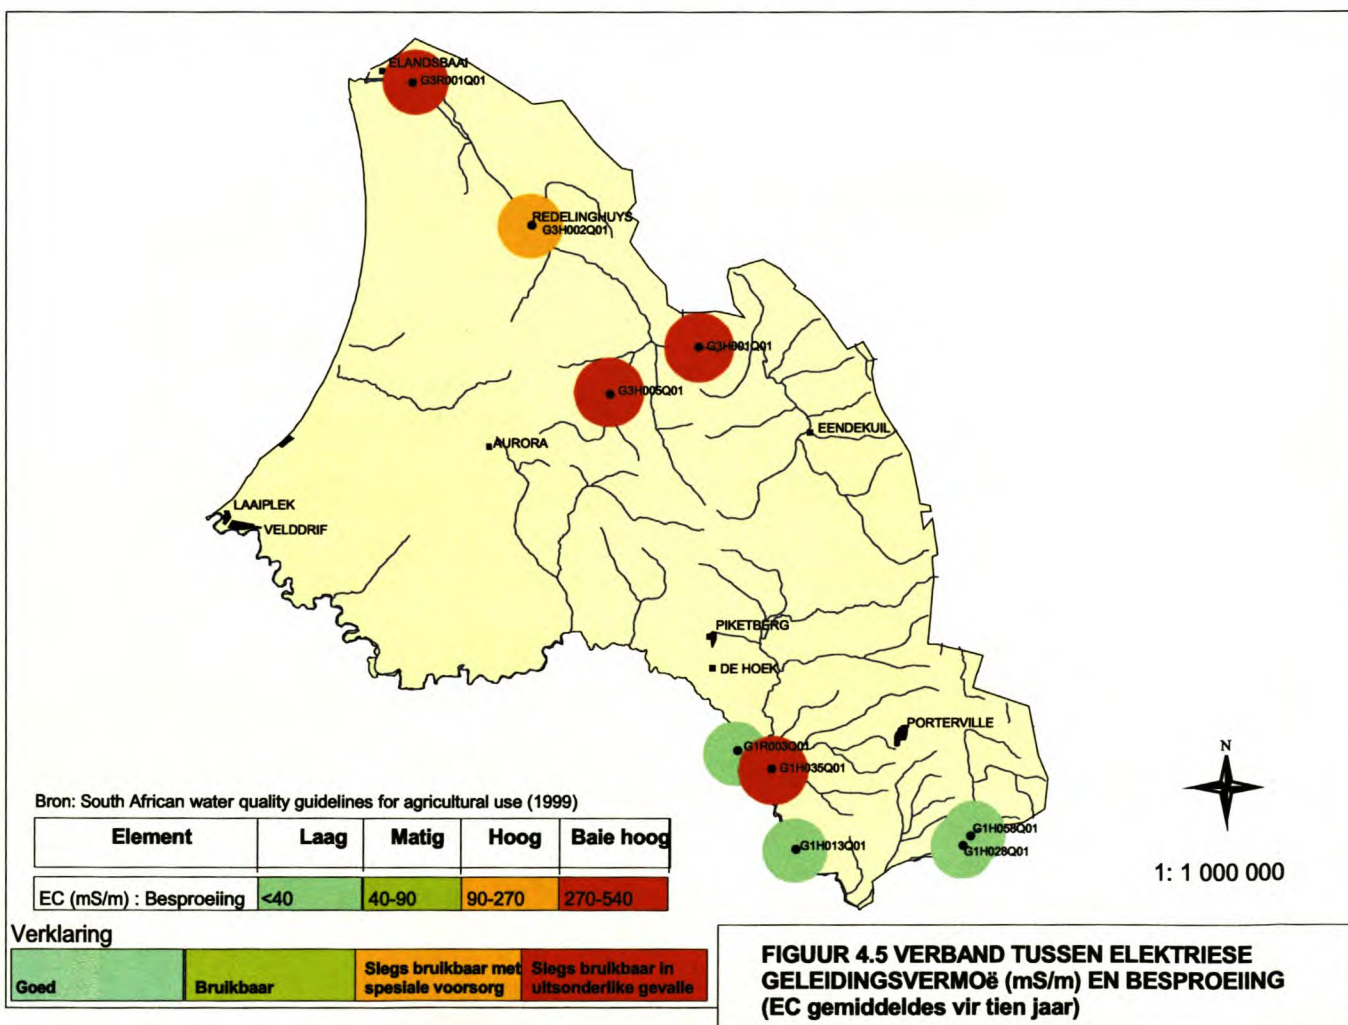 ELANDSBAAI
G3R001Q01
REDELINGHUYS
G3H002Q01
G3H001Q01
G3H005Q01
EENDEKUIL
AURORA
LAAIPLEK
VELDDRIF
PIKETBERG
DE HOEK
PORTERVILLE
G1R003Q01
G1H035Q01
G1H013Q01
G1H058Q01
G1H028Q01
N
1: 1 000 000
Bron: South African water quality guidelines for agricultural use (1999)
Element Laag Matig Hoog Baie hoog
EC (mS/m) : Besproeiing <40 40-90 90-270 270-540
Verklaring
Goed
Bruikbaar
Slegs bruikbaar met
spesiale voorsorg
Slegs bruikbaar in
uitsonderlike gevalle
FIGUUR 4.5 VERBAND TUSSEN ELEKTRIESE
GELEIDINGSVERMOë (mS/m) EN BESPROEIING
(EC gemiddeldes vir tien jaar)